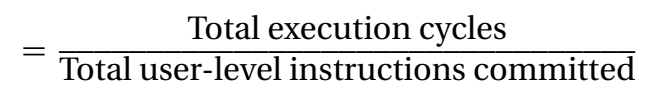 = Total execution cycles
Total user-level instructions committed